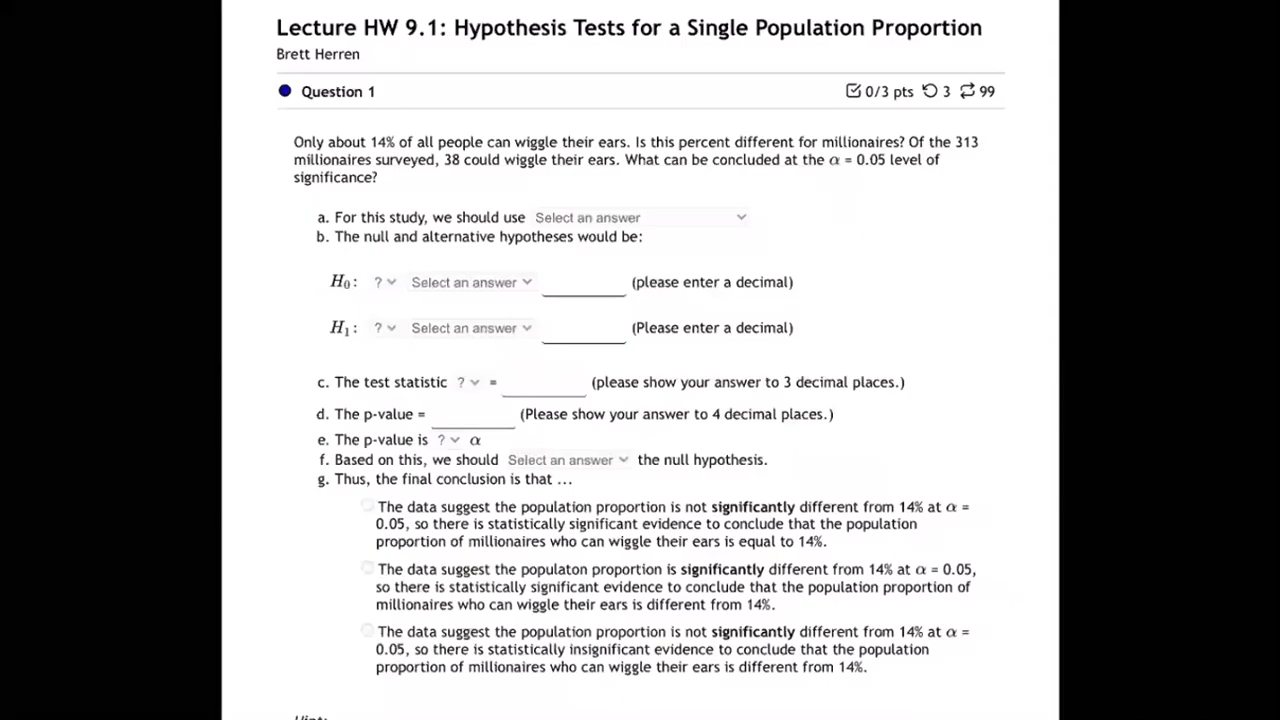 Lecture HW 9.1: Hypothesis Tests for a Single Population Proportion
Brett Herren
Question 1 0/3 pts 3 99
Only about 14% of all people can wiggle their ears. Is this percent different for millionaires? Of the 313
millionaires surveyed, 38 could wiggle their ears. What can be concluded at the α = 0.05 level of
significance?
a. For this study, we should use Select an answer
b. The null and alternative hypotheses would be:
H₀: ? Select an answer (please enter a decimal)
H₁: ? Select an answer (Please enter a decimal)
c. The test statistic ? = (please show your answer to 3 decimal places.)
d. The p-value = (Please show your answer to 4 decimal places.)
e. The p-value is ? α
f. Based on this, we should Select an answer the null hypothesis.
g. Thus, the final conclusion is that ...
The data suggest the population proportion is not significantly different from 14% at α =
0.05, so there is statistically significant evidence to conclude that the population
proportion of millionaires who can wiggle their ears is equal to 14%.
The data suggest the populaton proportion is significantly different from 14% at α = 0.05,
so there is statistically significant evidence to conclude that the population proportion of
millionaires who can wiggle their ears is different from 14%.
The data suggest the population proportion is not significantly different from 14% at α =
0.05, so there is statistically insignificant evidence to conclude that the population
proportion of millionaires who can wiggle their ears is different from 14%.